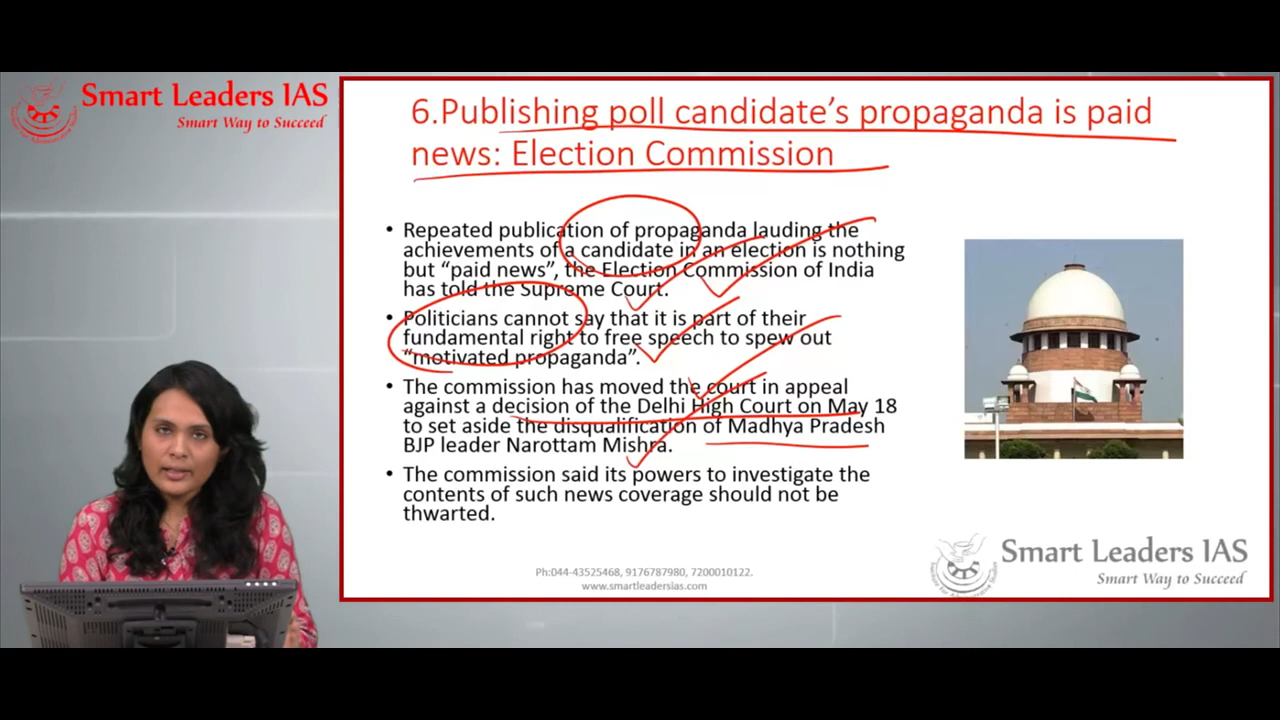 Smart Leaders IAS
Smart Way to Succeed
6.Publishing poll candidate’s propaganda is paid
news: Election Commission
• Repeated publication of propaganda lauding the
achievements of a candidate in an election is nothing
but “paid news”, the Election Commission of India
has told the Supreme Court.
• Politicians cannot say that it is part of their
fundamental right to free speech to spew out
“motivated propaganda”.
• The commission has moved the court in appeal
against a decision of the Delhi High Court on May 18
to set aside the disqualification of Madhya Pradesh
BJP leader Narottam Mishra.
• The commission said its powers to investigate the
contents of such news coverage should not be
thwarted.
Smart Leaders IAS
Smart Way to Succeed
Ph:044-43525468, 9176787980, 7200010122.
www.smartleadersias.com